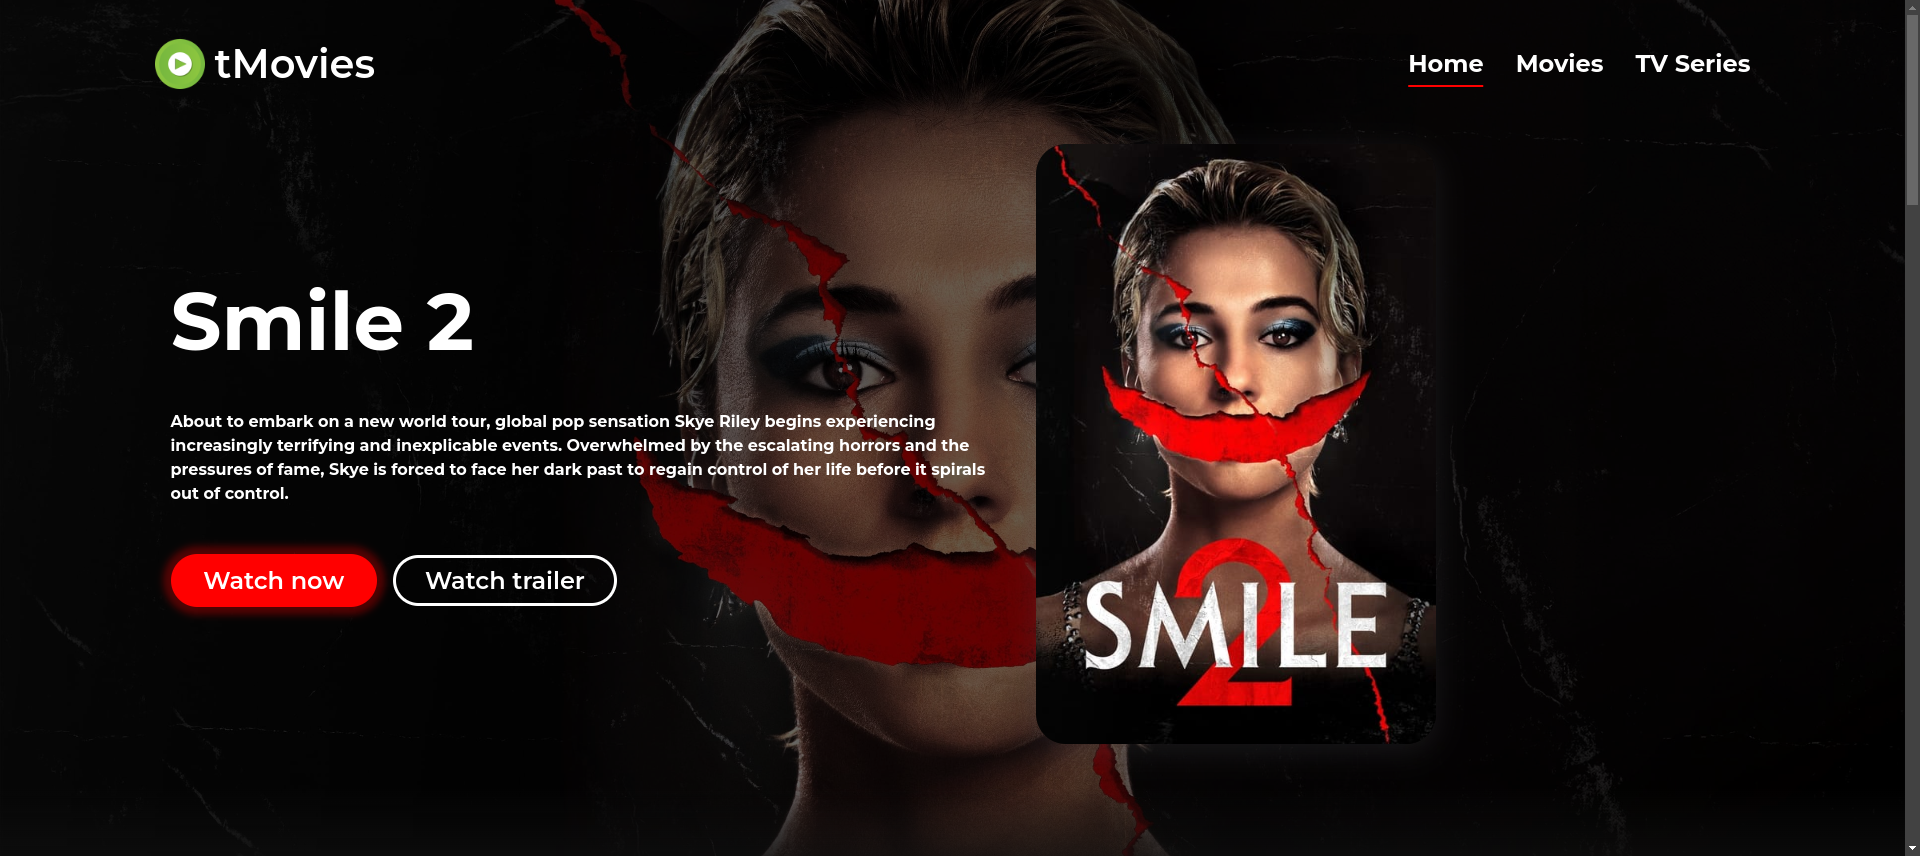 tMovies
Home
Movies
TV Series
Smile 2
About to embark on a new world tour, global pop sensation Skye Riley begins experiencing
increasingly terrifying and inexplicable events. Overwhelmed by the escalating horrors and the
pressures of fame, Skye is forced to face her dark past to regain control of her life before it spirals
out of control.
Watch now
Watch trailer
SMILE
2